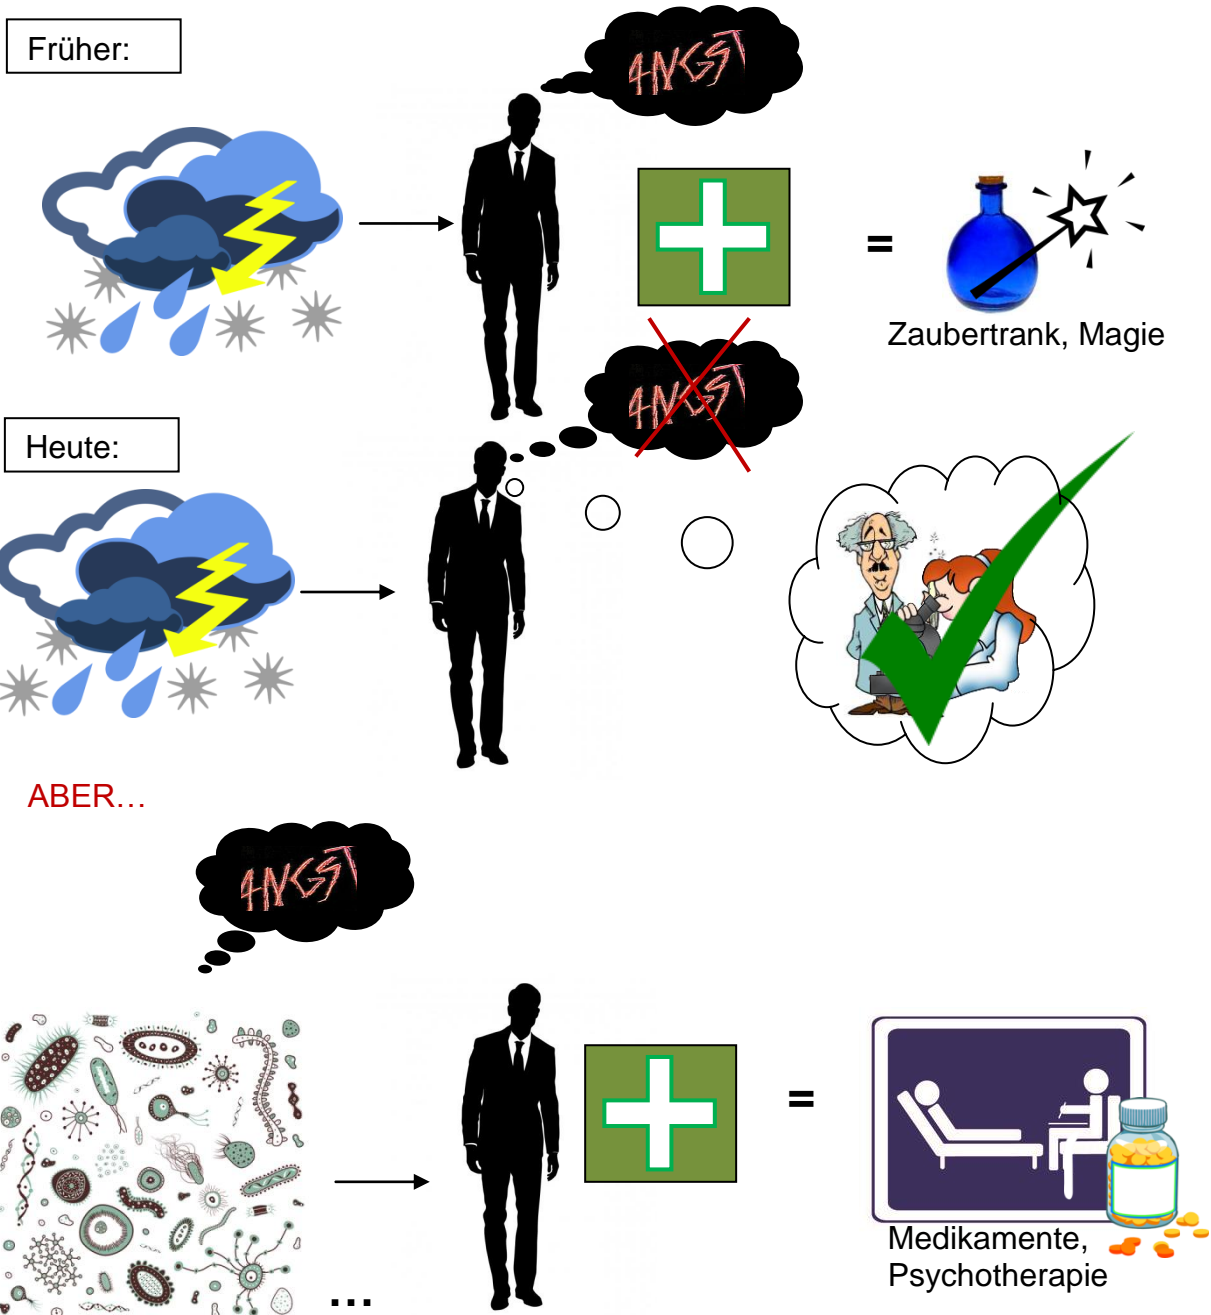 Früher:
ANGST
=
Zaubertrank, Magie
ANGST
Heute:
ABER…
ANGST
=
…
Medikamente,
Psychotherapie